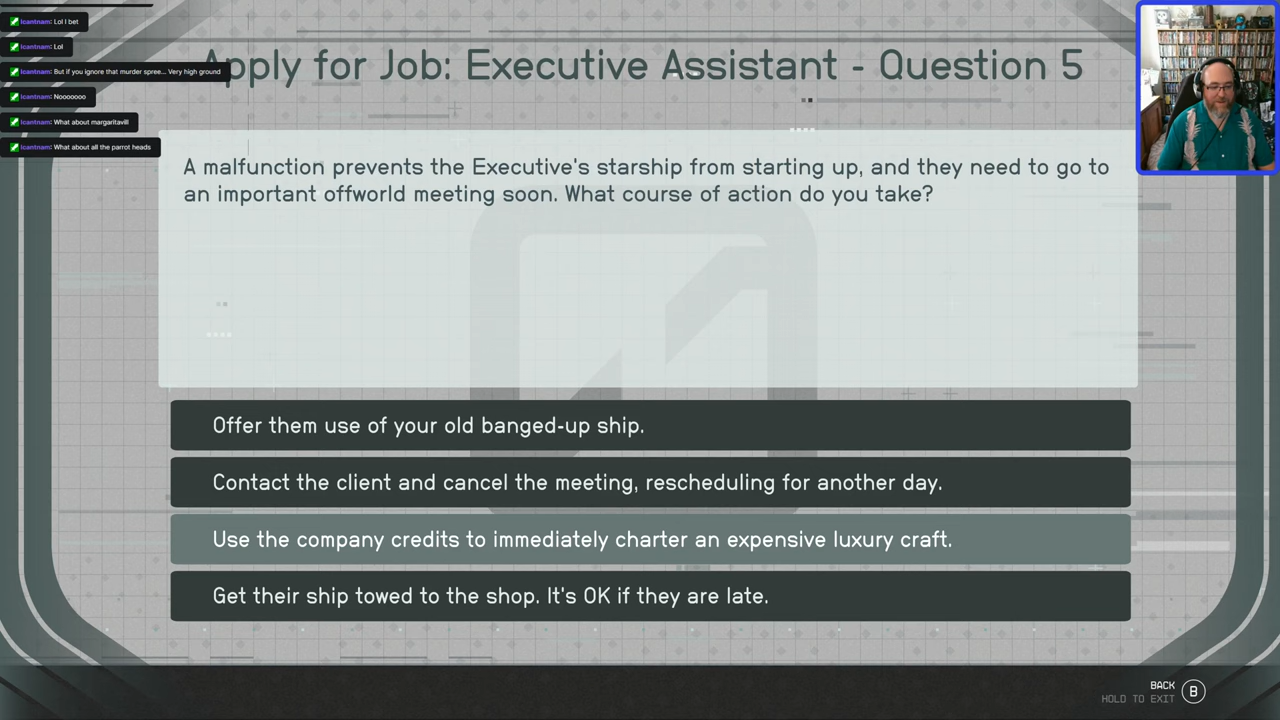 Icantnam: Lol I bet
Icantnam: Lol
Icantnam: But if you ignore that murder spree... Very high ground
Icantnam: Nooooooo
Icantnam: What about margaritavill
Icantnam: What about all the parrot heads
Apply for Job: Executive Assistant - Question 5
A malfunction prevents the Executive's starship from starting up, and they need to go to
an important offworld meeting soon. What course of action do you take?
Offer them use of your old banged-up ship.
Contact the client and cancel the meeting, rescheduling for another day.
Use the company credits to immediately charter an expensive luxury craft.
Get their ship towed to the shop. It's OK if they are late.
BACK
HOLD TO EXIT
B